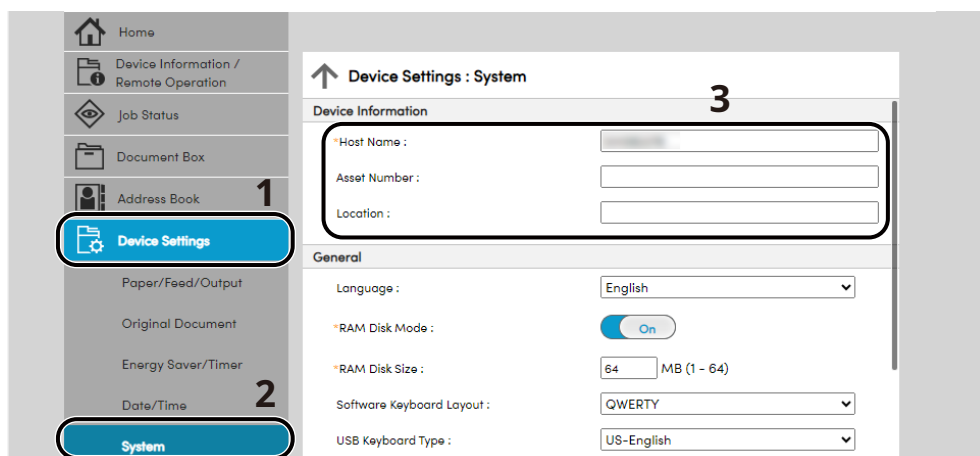 Home
Device Information /
Remote Operation
Job Status
Document Box
Address Book
1
Device Settings
Paper/Feed/Output
Original Document
Energy Saver/Timer
Date/Time
2
System
Device Settings : System
3
Device Information
*Host Name :
Asset Number :
Location :
General
Language : English
*RAM Disk Mode : On
*RAM Disk Size : 64 MB (1 - 64)
Software Keyboard Layout : QWERTY
USB Keyboard Type : US-English